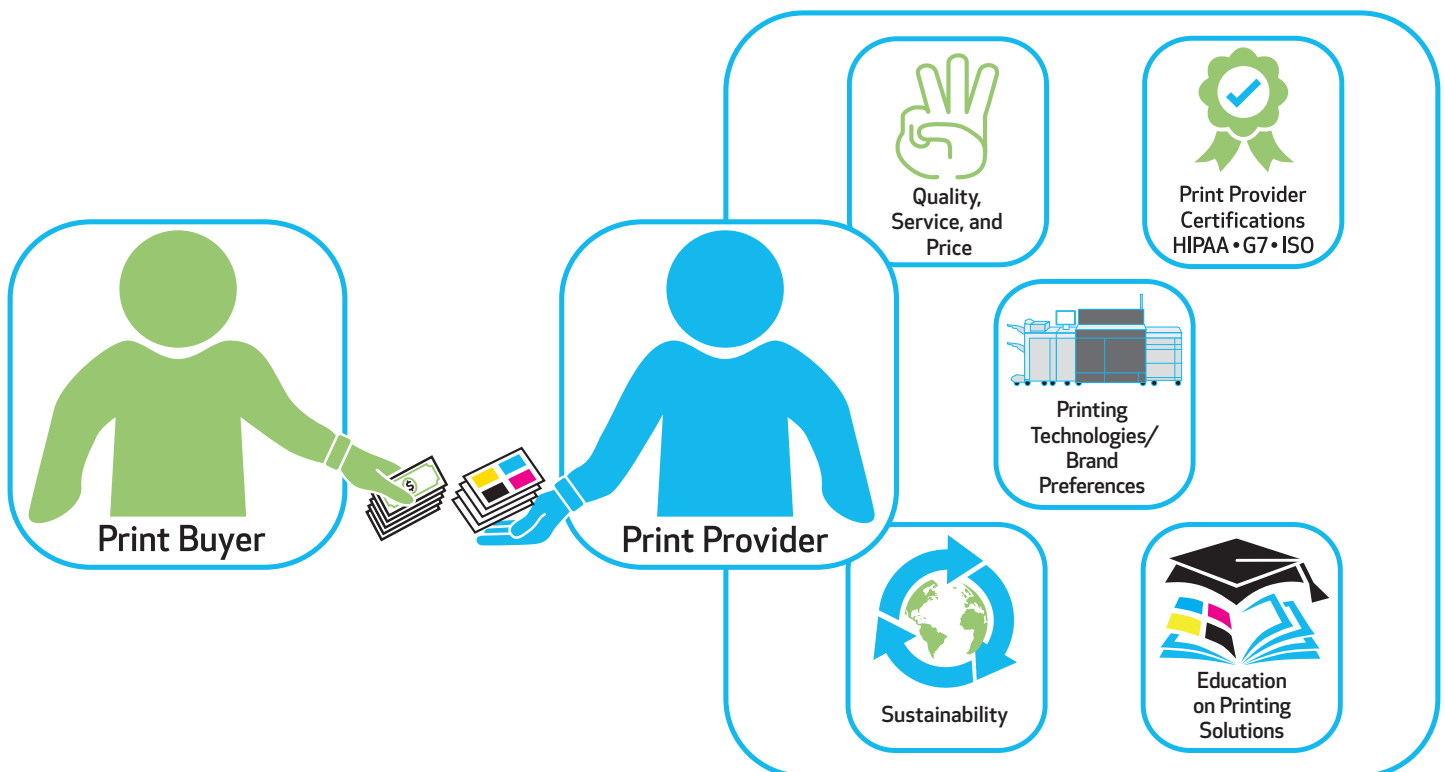 Print Buyer
$
Print Provider
Quality,
Service, and
Price
Print Provider
Certifications
HIPAA • G7 • ISO
Printing
Technologies/
Brand
Preferences
Sustainability
Education
on Printing
Solutions